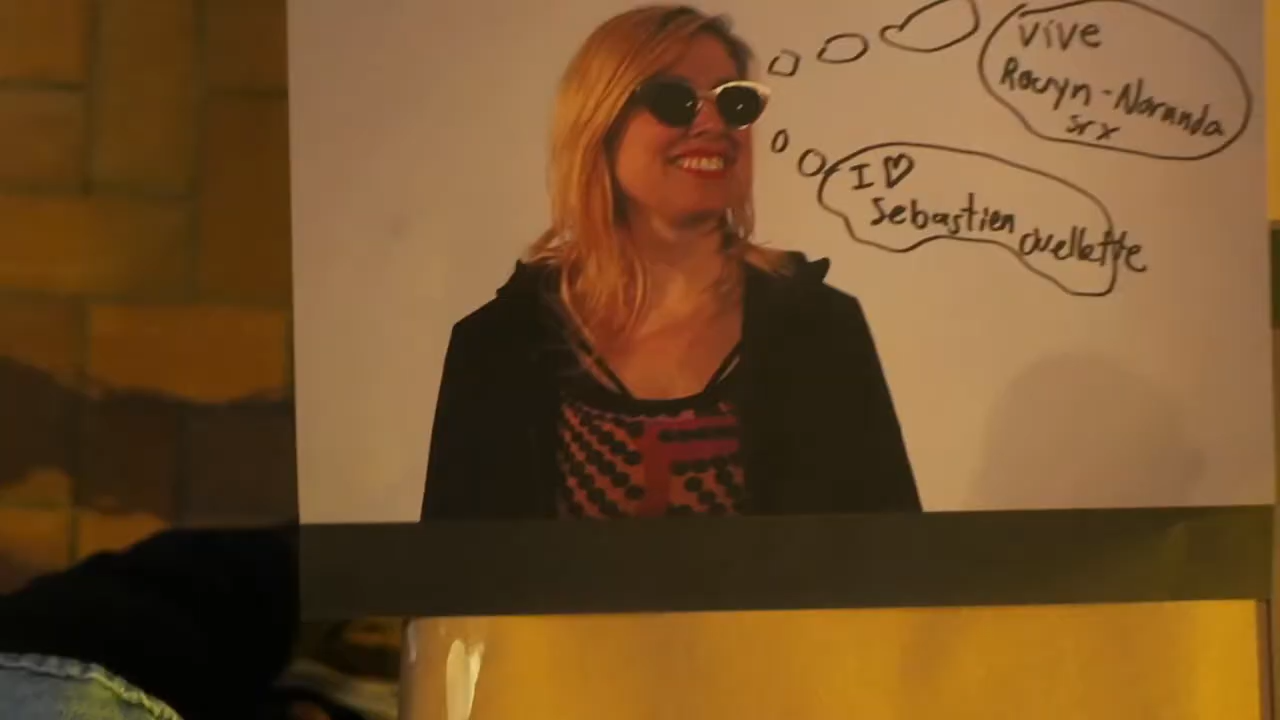 vive
Rouyn-Noranda
srx
I ♡
Sebastien
Ouellette